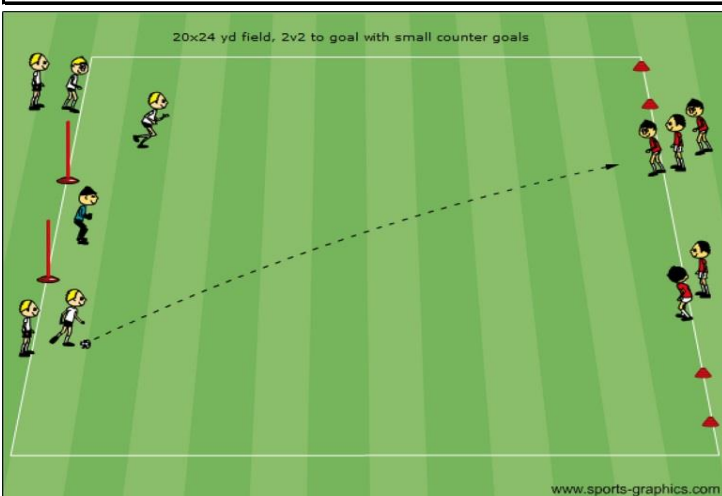 20x24 yd field, 2v2 to goal with small counter goals
www.sports-graphics.com